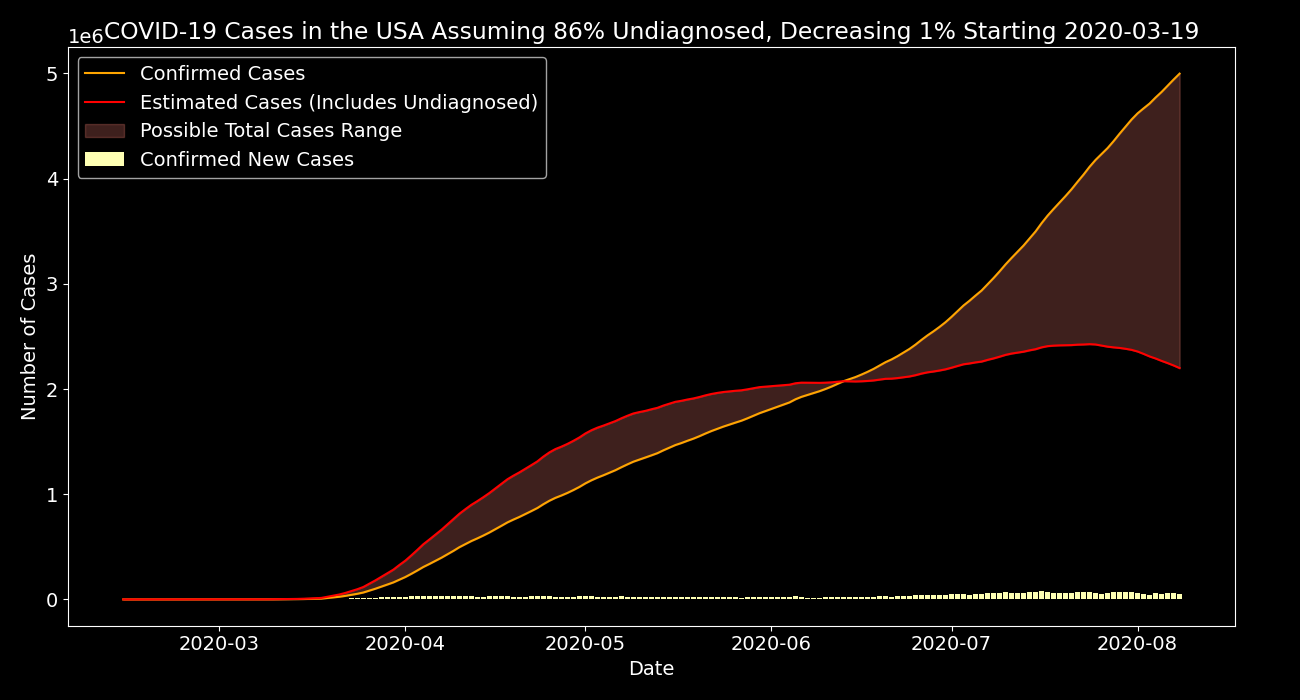 COVID-19 Cases in the USA Assuming 86% Undiagnosed, Decreasing 1% Starting 2020-03-19
1e6
Confirmed Cases
Estimated Cases (Includes Undiagnosed)
Possible Total Cases Range
Confirmed New Cases
Number of Cases
5
4
3
2
1
0
2020-03 2020-04 2020-05 2020-06 2020-07 2020-08
Date